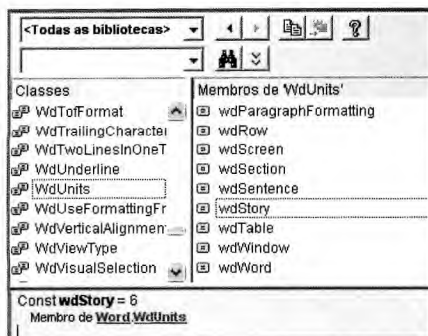 <Todas as bibliotecas>
Classes
WdTofFormat
WdTrailingCharacter
WdTwoLinesInOneT
WdUnderline
WdUnits
WdUseFormattingFr
WdVerticalAlignmen
WdViewType
WdVisualSelection
Membros de 'WdUnits'
wdParagraphFormatting
wdRow
wdScreen
wdSection
wdSentence
wdStory
wdTable
wdWindow
wdWord
Const wdStory = 6
Membro de Word.WdUnits